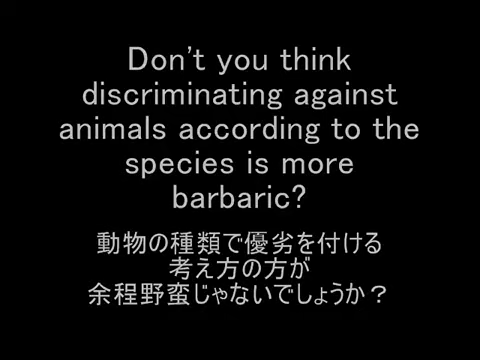 Don't you think
discriminating against
animals according to the
species is more
barbaric?
動物の種類で優劣を付ける
考え方の方が
余程野蛮じゃないでしょうか？